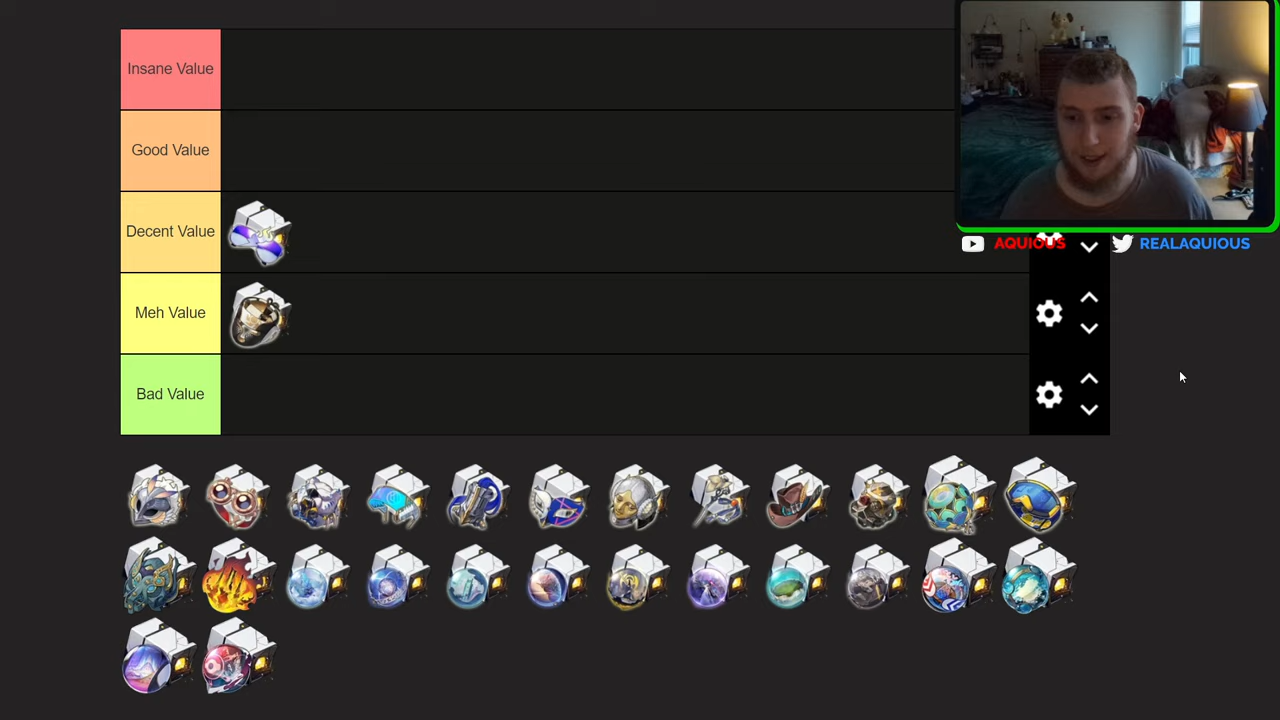 Insane Value
Good Value
Decent Value
AQUIOUS REALAQUIOUS
Meh Value
Bad Value